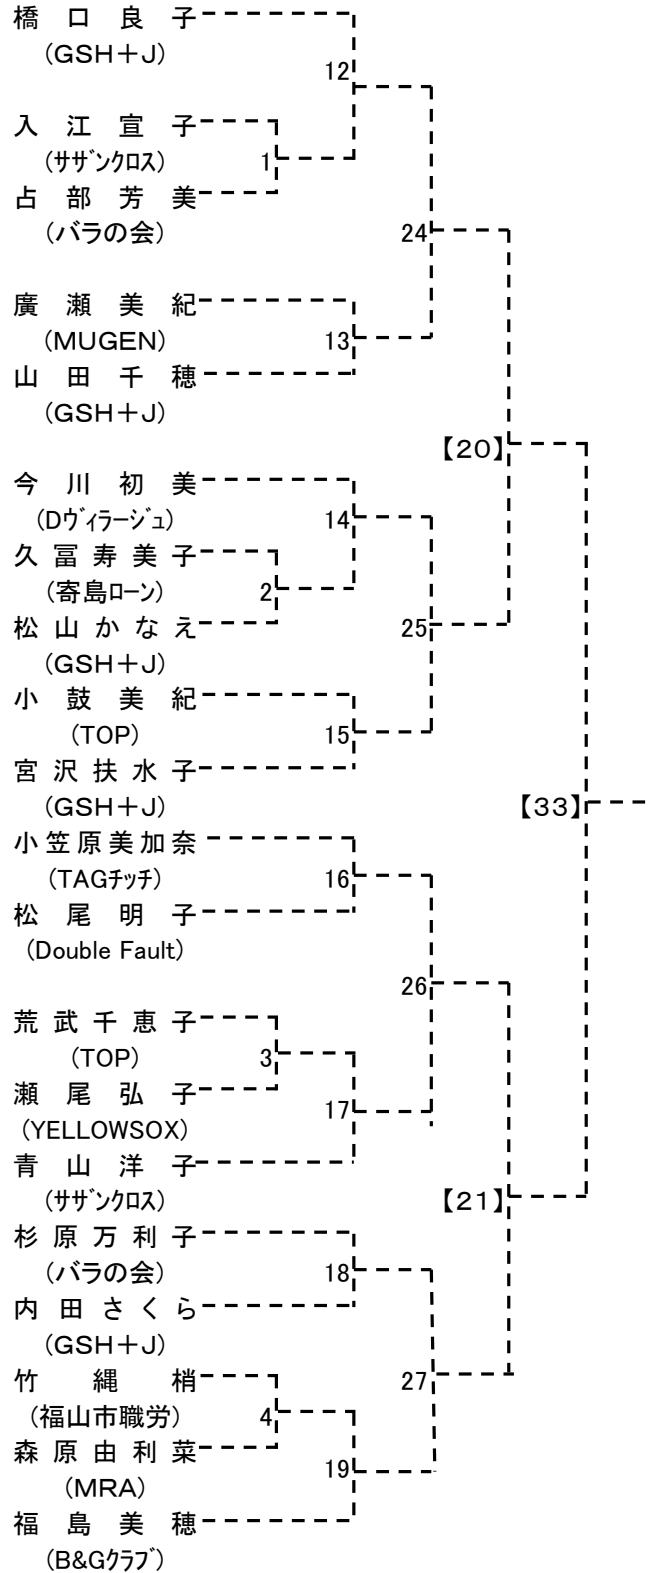 橋口良子
(GSH+J)
12
入江宣子
(ｻｻﾞﾝｸﾛｽ)
1
占部芳美
(バラの会)
24
廣瀬美紀
(MUGEN)
13
山田千穂
(GSH+J)
【20】
今川初美
(Dｳﾞｨﾗｰｼﾞｭ)
14
久冨寿美子
(寄島ﾛｰﾝ)
2
松山かなえ
25
(GSH+J)
小鼓美紀
(TOP)
15
宮沢扶水子
(GSH+J)
【33】
小笠原美加奈
(TAGﾁｯﾁ)
16
松尾明子
(Double Fault)
26
荒武千恵子
(TOP)
3
瀬尾弘子
17
(YELLOWSOX)
青山洋子
(ｻｻﾞﾝｸﾛｽ)
【21】
杉原万利子
(バラの会)
18
内田さくら
(GSH+J)
竹縄梢
27
(福山市職労)
4
森原由利菜
19
(MRA)
福島美穂
(B&Gｸﾗﾌﾞ)